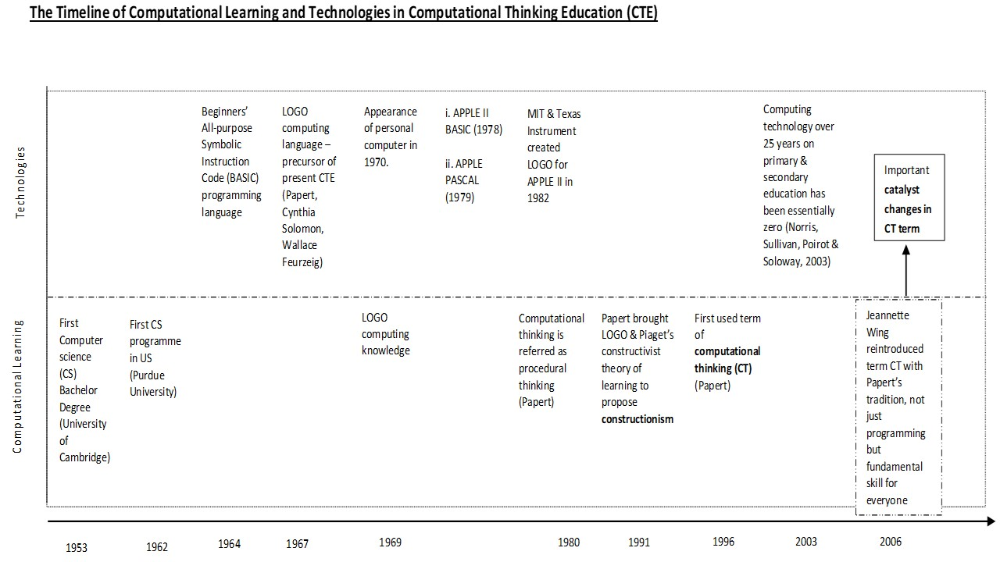 The Timeline of Computational Learning and Technologies in Computational Thinking Education (CTE)
Technologies
Beginners’
All-purpose
Symbolic
Instruction
Code (BASIC)
programming
language
LOGO
computing
language –
precursor of
present CTE
(Papert,
Cynthia
Solomon,
Wallace
Feurzeig)
Appearance
of personal
computer in
1970.
i. APPLE II
BASIC (1978)
ii. APPLE
PASCAL
(1979)
MIT & Texas
Instrument
created
LOGO for
APPLE II in
1982
Computing
technology over
25 years on
primary &
secondary
education has
been essentially
zero (Norris,
Sullivan, Poirot &
Soloway, 2003)
Important
catalyst
changes in
CT term
Computational Learning
First
Computer
science
(CS)
Bachelor
Degree
(University
of
Cambridge)
First CS
programme
in US
(Purdue
University)
LOGO
computing
knowledge
Computational
thinking is
referred as
procedural
thinking
(Papert)
Papert brought
LOGO & Piaget’s
constructivist
theory of
learning to
propose
constructionism
First used term
of
computational
thinking (CT)
(Papert)
Jeannette
Wing
reintroduced
term CT with
Papert’s
tradition, not
just
programming
but
fundamental
skill for
everyone
1953
1962
1964
1967
1969
1980
1991
1996
2003
2006